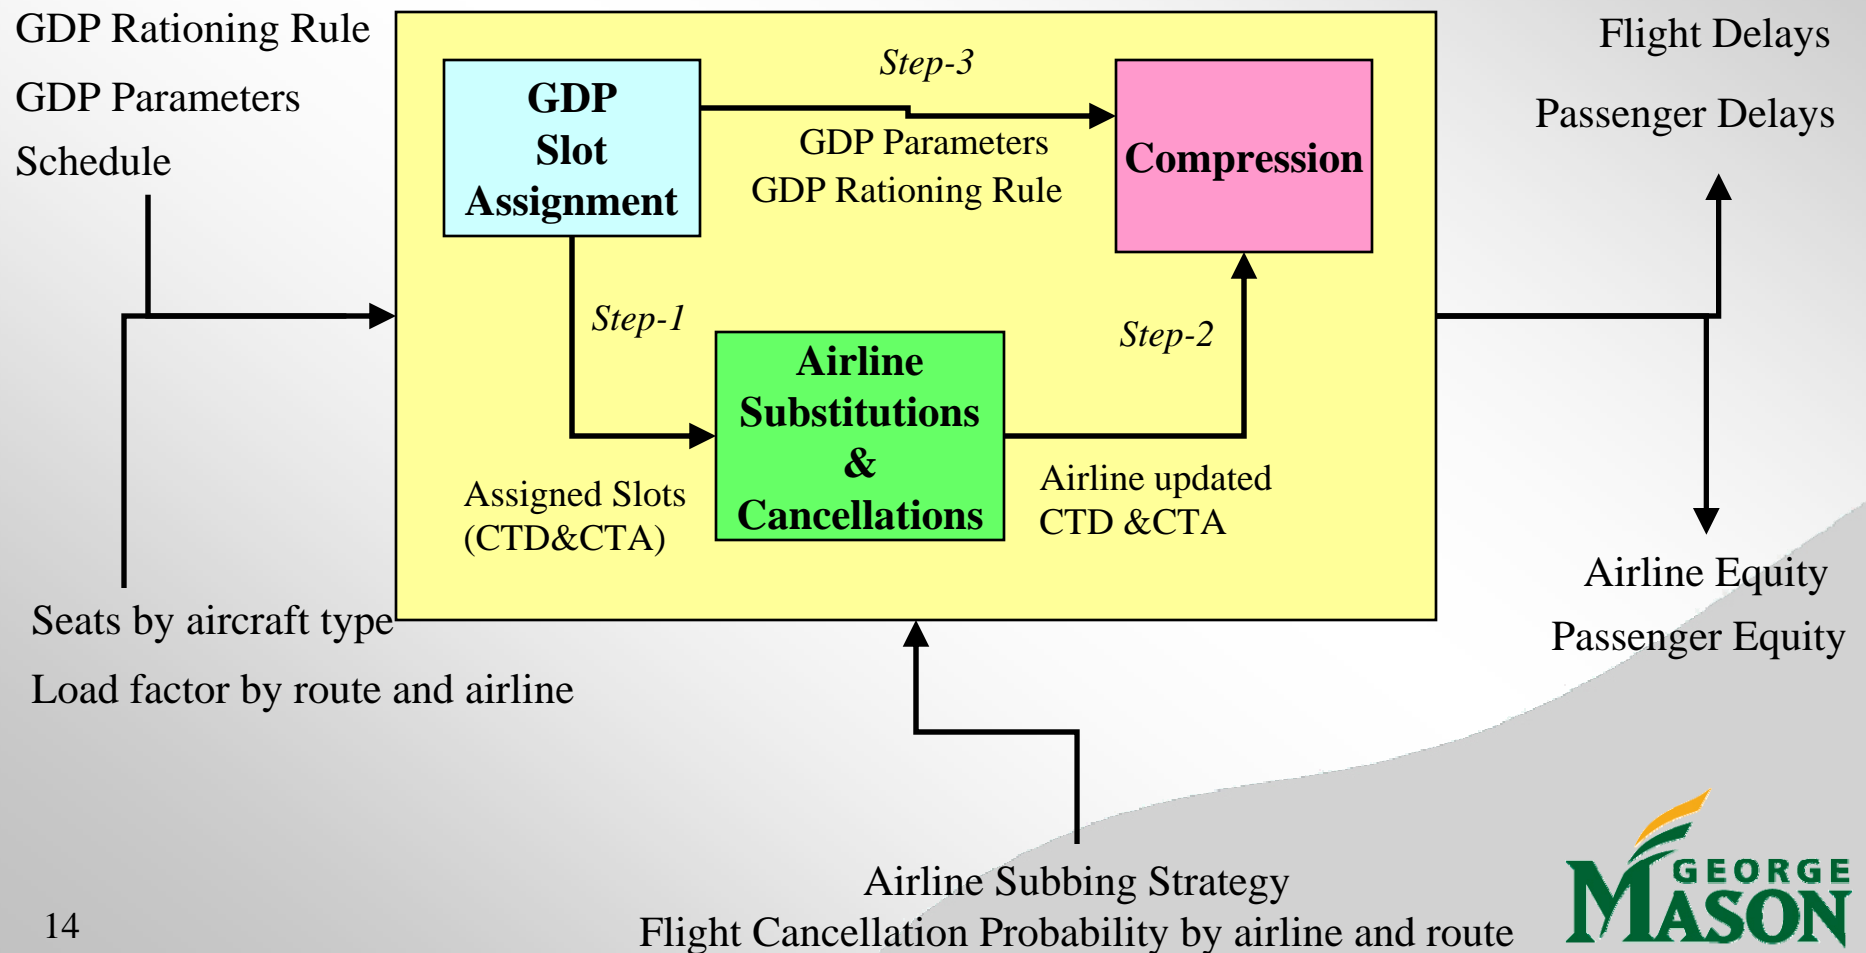 GDP Rationing Rule
GDP Parameters
Schedule
Seats by aircraft type
Load factor by route and airline
GDP
Slot
Assignment
Step-3
GDP Parameters
GDP Rationing Rule
Compression
Step-1
Assigned Slots
(CTD&CTA)
Airline
Substitutions
&
Cancellations
Step-2
Airline updated
CTD &CTA
Flight Delays
Passenger Delays
Airline Equity
Passenger Equity
Airline Subbing Strategy
Flight Cancellation Probability by airline and route
14
GEORGE
MASON